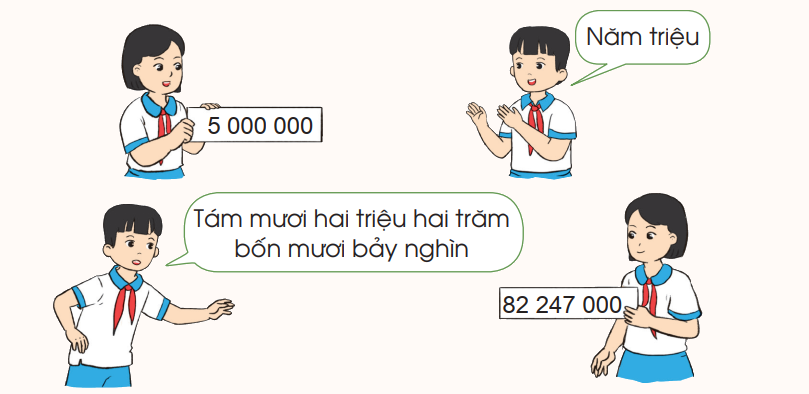 5 000 000
Năm triệu
Tám mươi hai triệu hai trăm
bốn mươi bảy nghìn
82 247 000